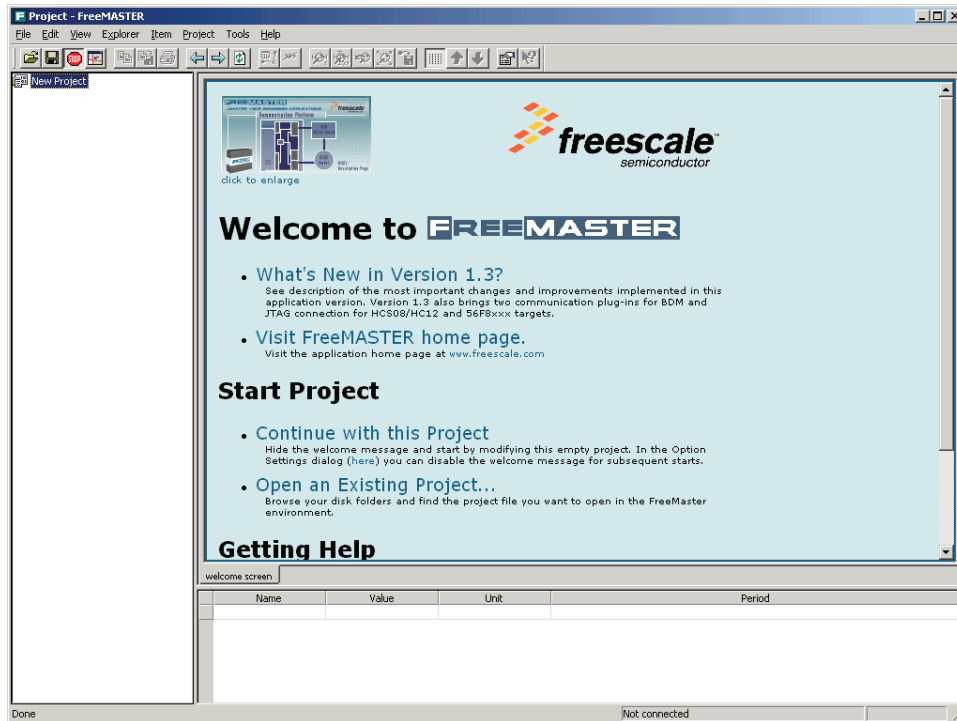 Project - FreeMASTER
File Edit View Explorer Item Project Tools Help
STOP
New Project
FREEMASTER
freescale
Demonstration Platform
click to enlarge
freescale™
semiconductor
Welcome to FREEMASTER
• What's New in Version 1.3?
See description of the most important changes and improvements implemented in this
application version. Version 1.3 also brings two communication plug-ins for BDM and
JTAG connection for HCS08/HC12 and 56F8xxx targets.
• Visit FreeMASTER home page.
Visit the application home page at www.freescale.com
Start Project
• Continue with this Project
Hide the welcome message and start by modifying this empty project. In the Option
Settings dialog (here) you can disable the welcome message for subsequent starts.
• Open an Existing Project...
Browse your disk folders and find the project file you want to open in the FreeMaster
environment.
Getting Help
welcome screen
Name Value Unit Period
Done Not connected